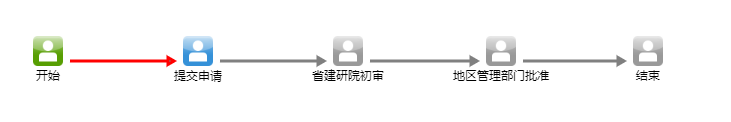 开始
提交申请
省建研院初审
地区管理部门批准
结束